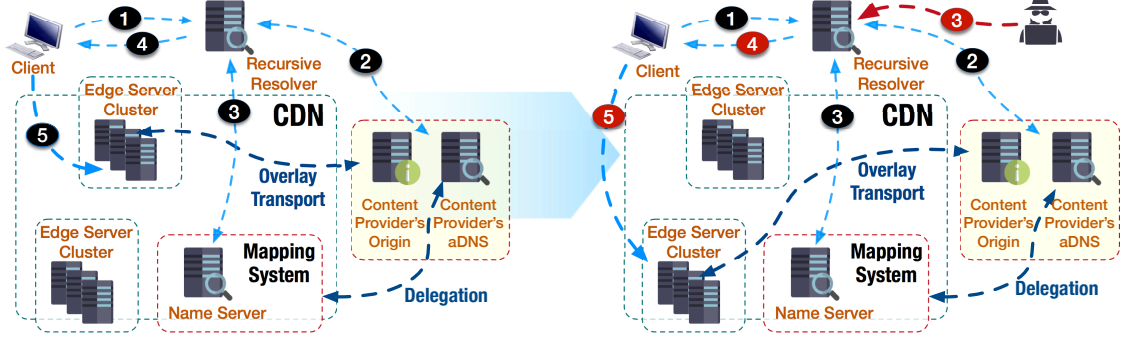 1
4
Client
Recursive
Resolver
2
Edge Server
Cluster
3
CDN
5
Overlay
Transport
Content
Provider's
Origin
Content
Provider's
aDNS
Edge Server
Cluster
Mapping
System
Name Server
Delegation
1
3
4
Client
Recursive
Resolver
2
Edge Server
Cluster
5
3
CDN
Overlay
Transport
Content
Provider's
Origin
Content
Provider's
aDNS
Edge Server
Cluster
Mapping
System
Name Server
Delegation